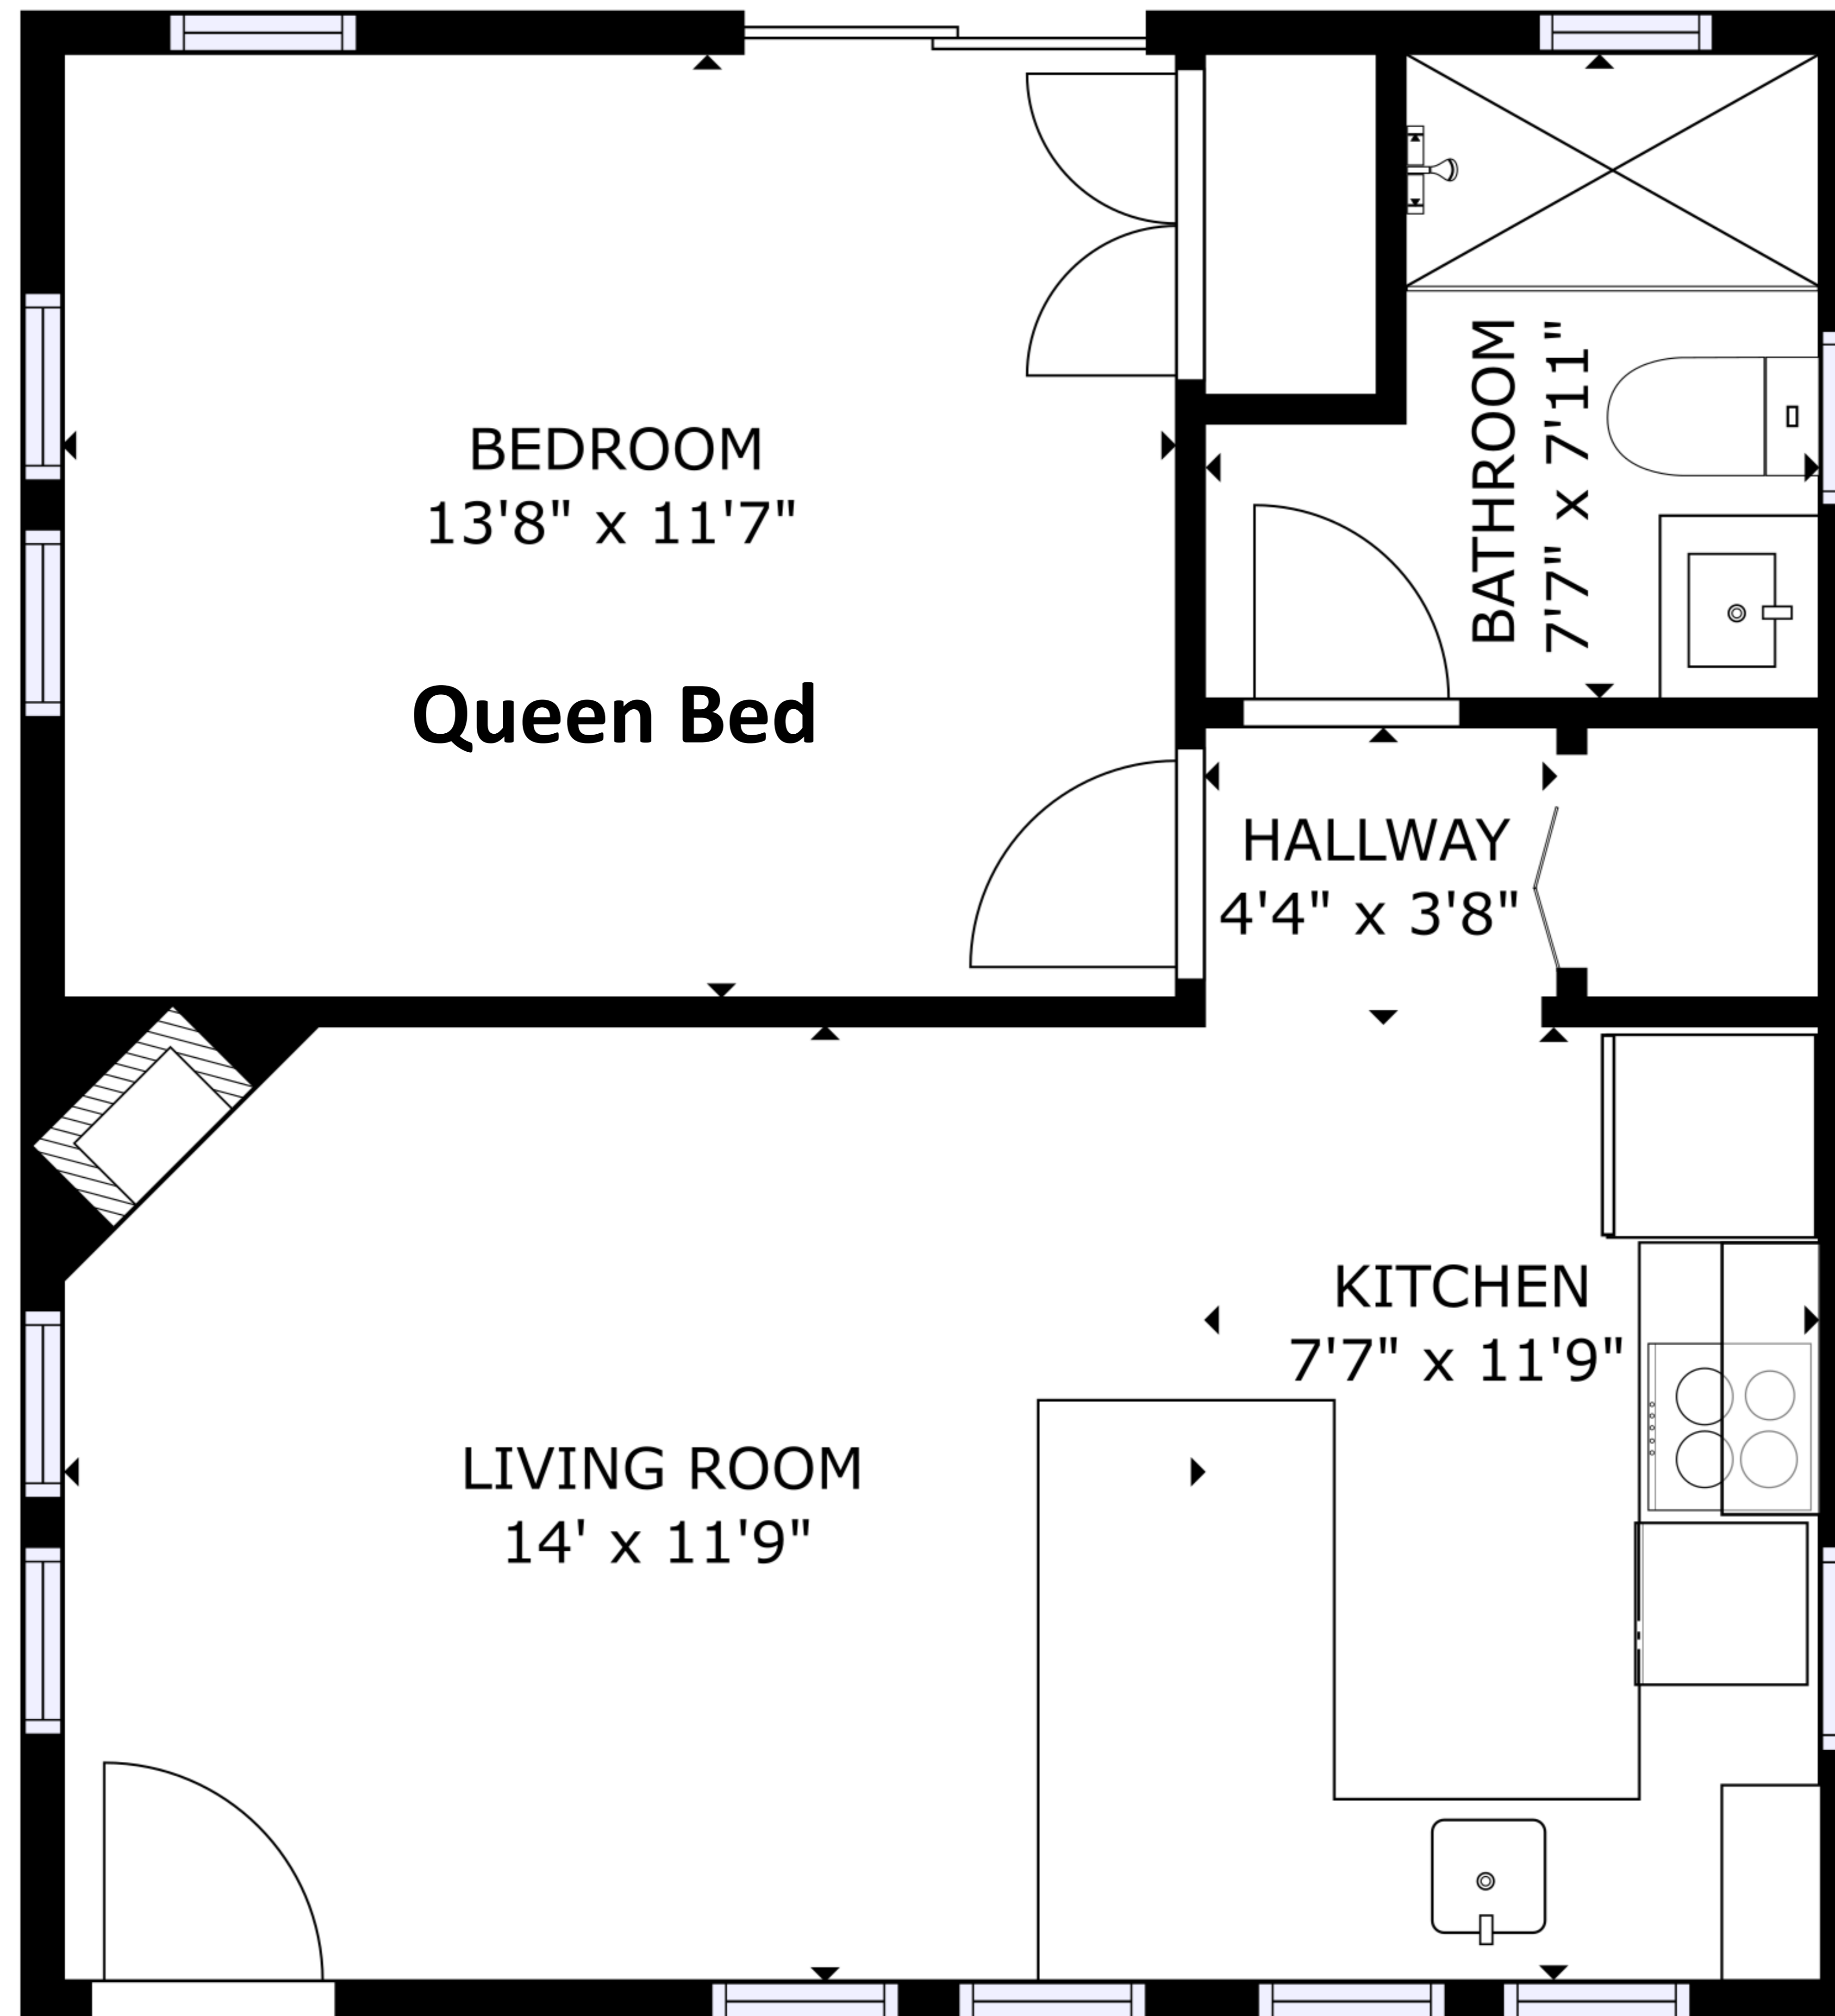 BEDROOM
13'8" x 11'7"
Queen Bed
BATHROOM
7'7" x 7'11"
HALLWAY
4'4" x 3'8"
KITCHEN
7'7" x 11'9"
LIVING ROOM
14' x 11'9"